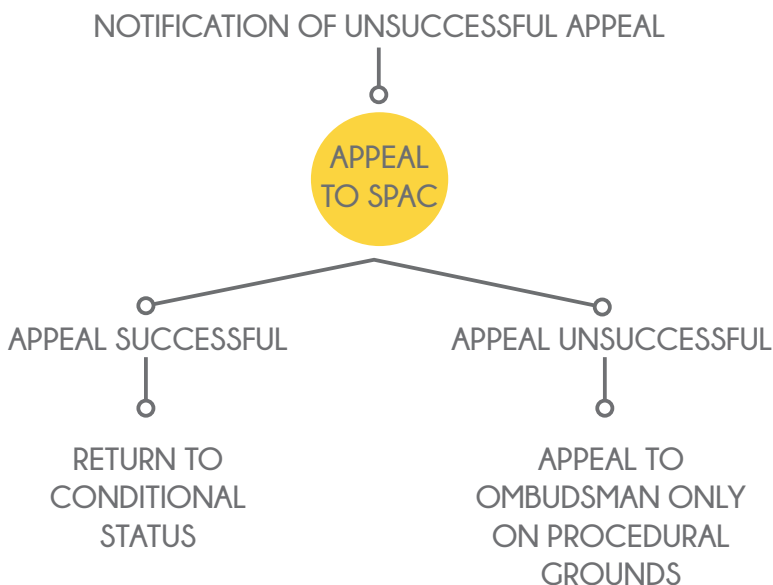 NOTIFICATION OF UNSUCCESSFUL APPEAL
APPEAL
TO SPAC
APPEAL SUCCESSFUL
APPEAL UNSUCCESSFUL
RETURN TO
CONDITIONAL
STATUS
APPEAL TO
OMBUDSMAN ONLY
ON PROCEDURAL
GROUNDS